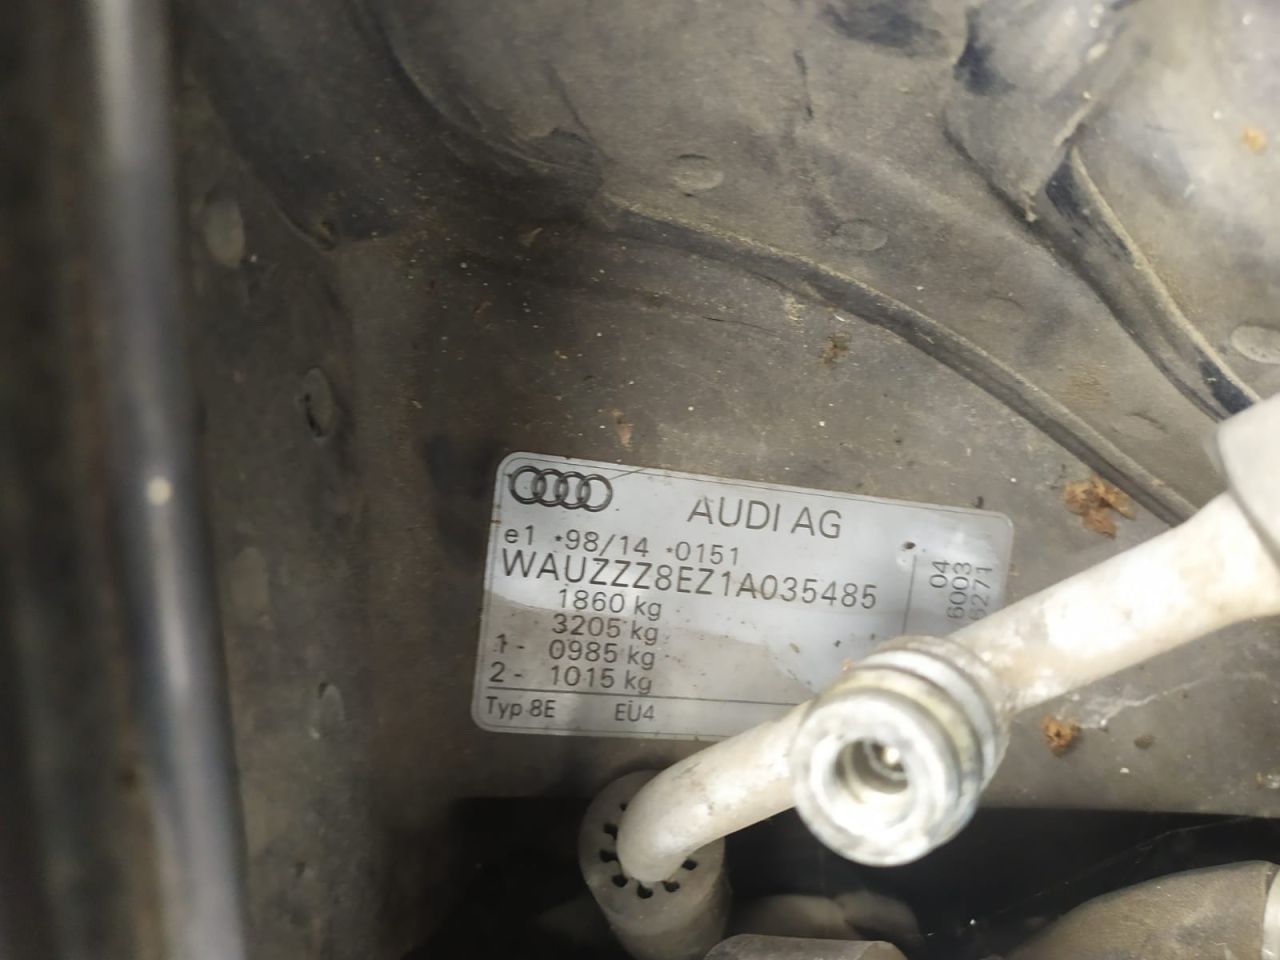 AUDI AG
e1 *98/14 *0151
WAUZZZ8EZ1A035485
1860 kg
3205 kg
1- 0985 kg
2- 1015 kg
Typ 8E EU4
04
6003
6271